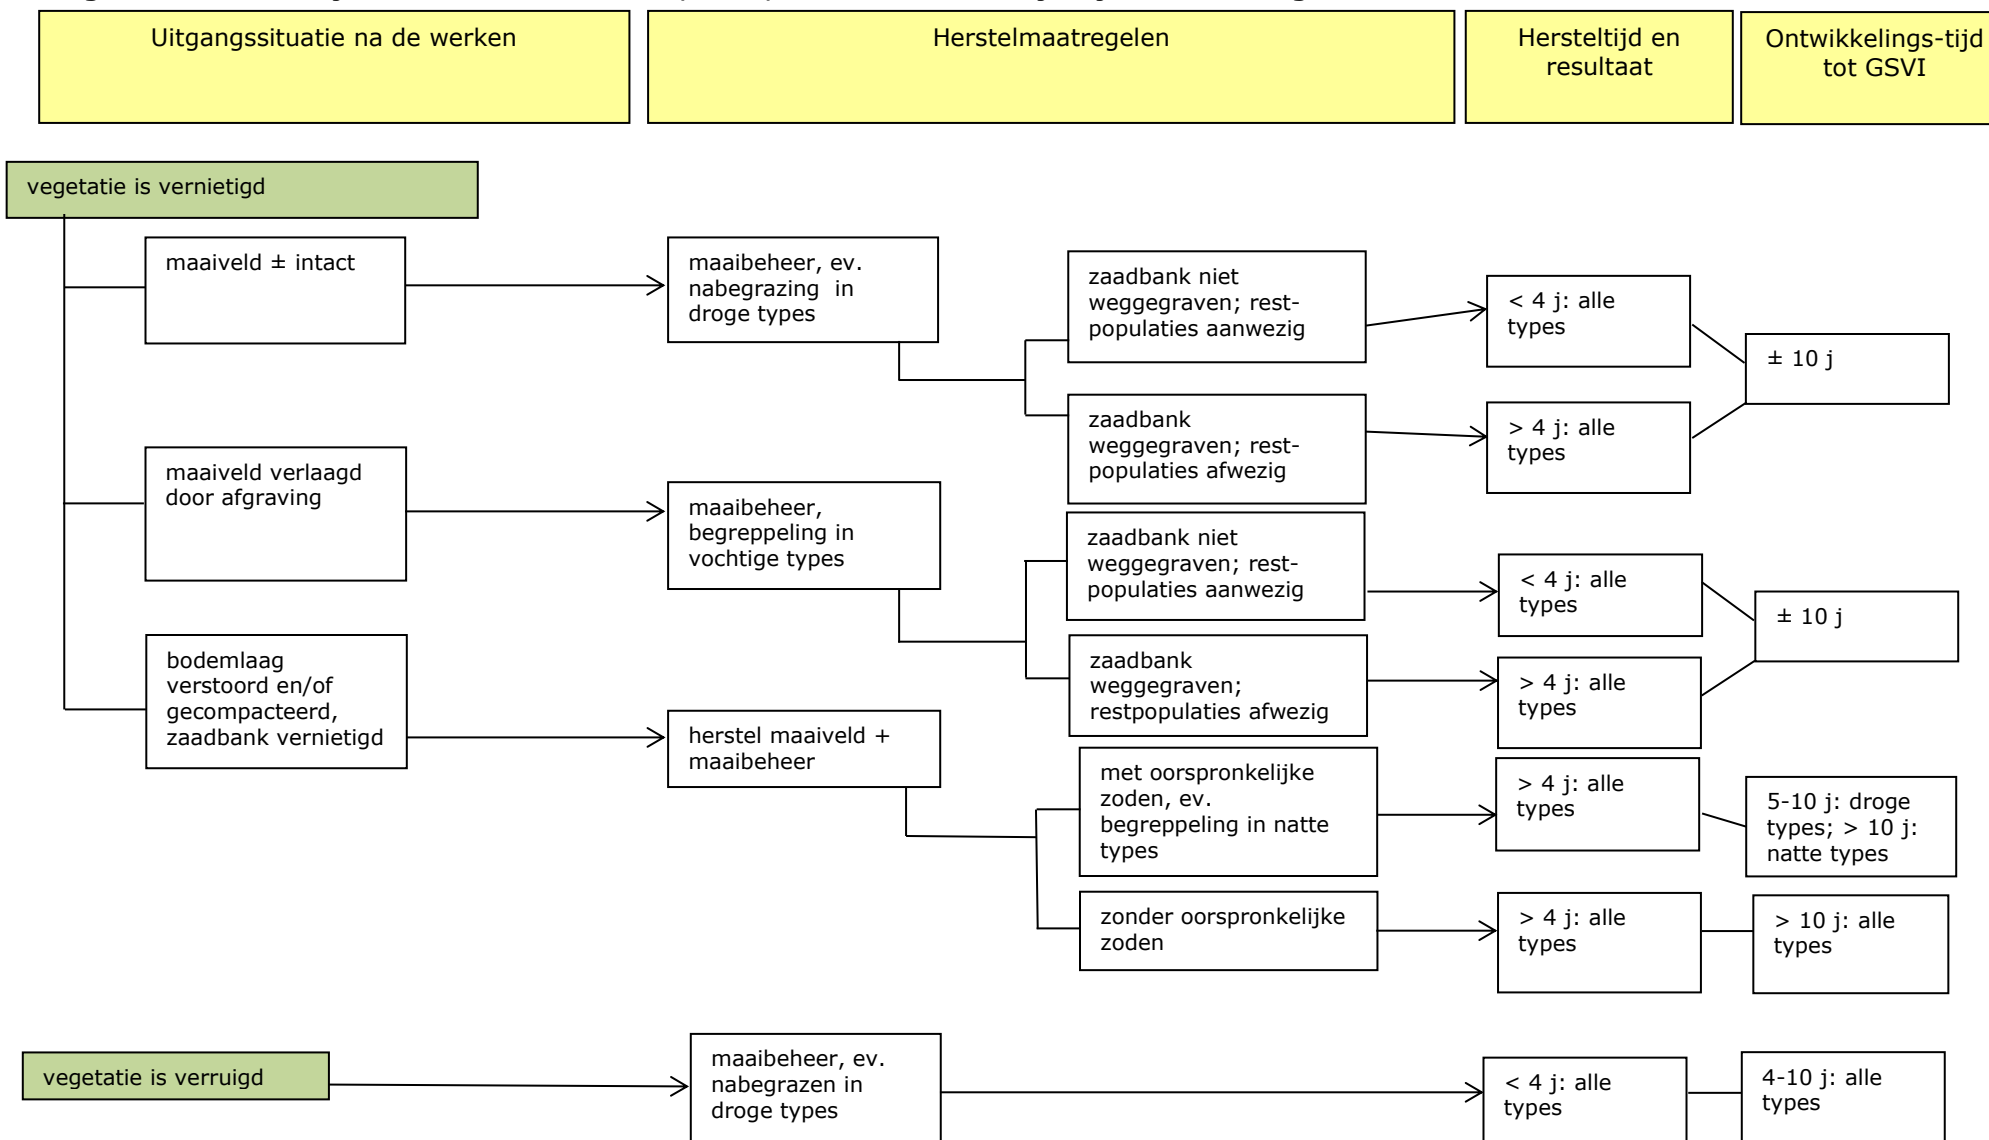 Uitgangssituatie na de werken
Herstelmaatregelen
Hersteltijd en
resultaat
Ontwikkelings-tijd
tot GSVI
vegetatie is vernietigd
maaiveld ± intact
maaibeheer, ev.
nabegrazing in
droge types
zaadbank niet
weggegraven; rest-
populaties aanwezig
< 4 j: alle
types
± 10 j
zaadbank
weggegraven; rest-
populaties afwezig
> 4 j: alle
types
maaiveld verlaagd
door afgraving
maaibeheer,
begreppeling in
vochtige types
zaadbank niet
weggegraven; rest-
populaties aanwezig
< 4 j: alle
types
± 10 j
zaadbank
weggegraven;
restpopulaties afwezig
> 4 j: alle
types
bodemlaag
verstoord en/of
gecompacteerd,
zaadbank vernietigd
herstel maaiveld +
maaibeheer
met oorspronkelijke
zoden, ev.
begreppeling in natte
types
> 4 j: alle
types
5-10 j: droge
types; > 10 j:
natte types
zonder oorspronkelijke
zoden
> 4 j: alle
types
> 10 j: alle
types
vegetatie is verruigd
maaibeheer, ev.
nabegrazen in
droge types
< 4 j: alle
types
4-10 j: alle
types